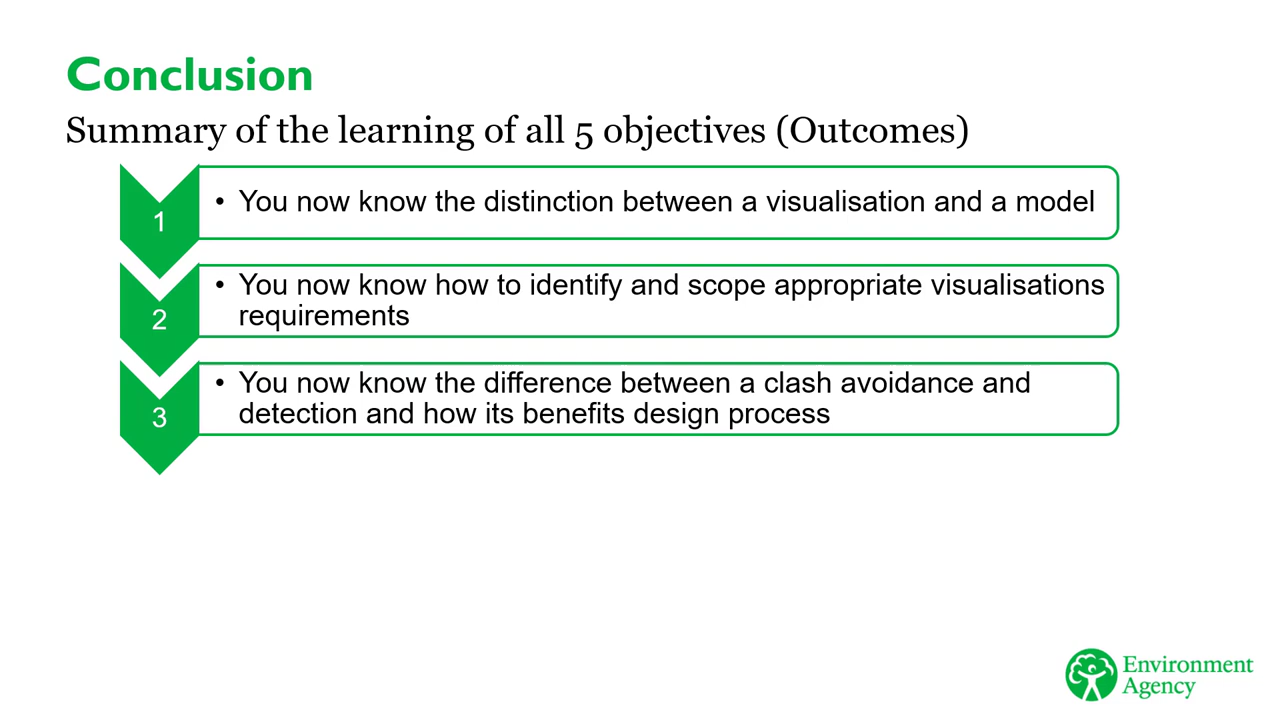 Conclusion
Summary of the learning of all 5 objectives (Outcomes)
1
• You now know the distinction between a visualisation and a model
2
• You now know how to identify and scope appropriate visualisations
requirements
3
• You now know the difference between a clash avoidance and
detection and how its benefits design process
Environment
Agency